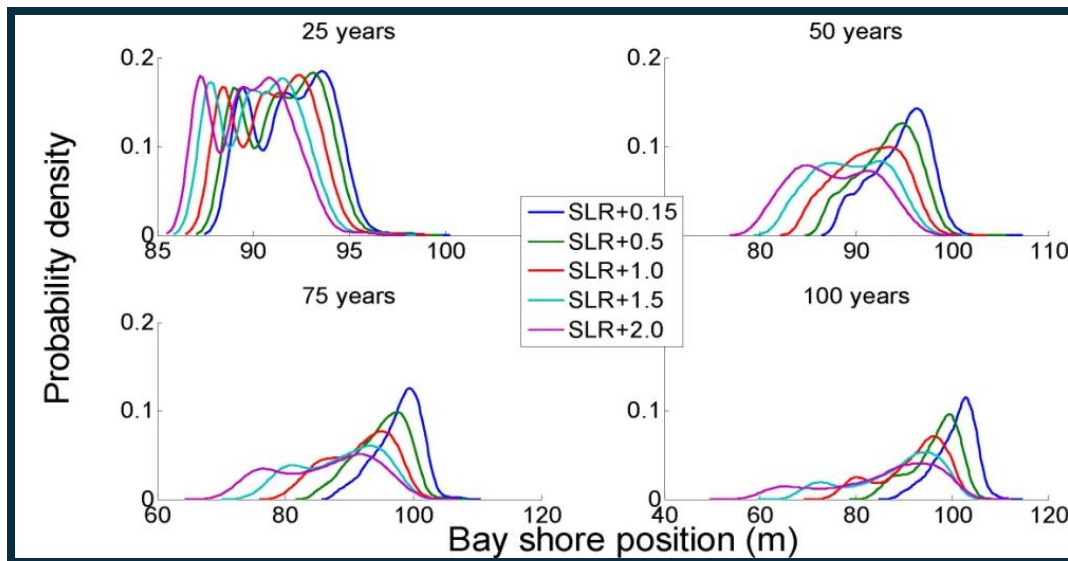 25 years
50 years
0.2
0.1
0
85
90
95
100
0.2
0.1
0
80
90
100
110
SLR+0.15
SLR+0.5
SLR+1.0
SLR+1.5
SLR+2.0
75 years
100 years
0.2
0.1
0
60
80
100
120
0.2
0.1
0
40
60
80
100
120
Probability density
Bay shore position (m)